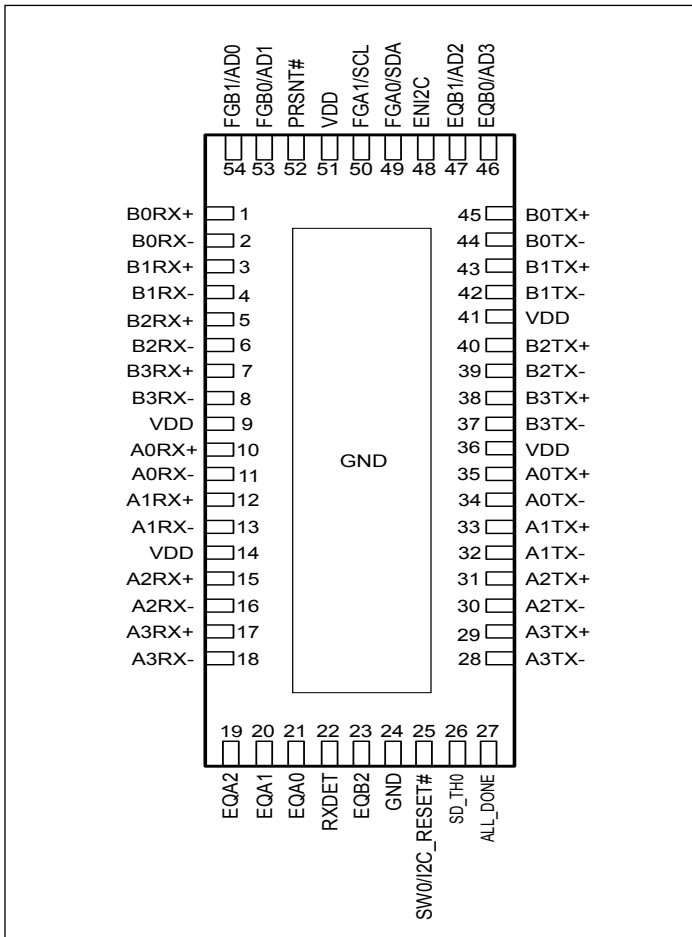 FGB1/AD0
FGB0/AD1
PRSNT#
VDD
FGA1/SCL
FGA0/SDA
ENI2C
EQB1/AD2
EQB0/AD3
54 53 52 51 50 49 48 47 46
B0RX+ 1 45 B0TX+
B0RX- 2 44 B0TX-
B1RX+ 3 43 B1TX+
B1RX- 4 42 B1TX-
B2RX+ 5 41 VDD
B2RX- 6 40 B2TX+
B3RX+ 7 39 B2TX-
B3RX- 8 38 B3TX+
VDD 9 37 B3TX-
A0RX+ 10 36 VDD
GND
A0RX- 11 35 A0TX+
A1RX+ 12 34 A0TX-
A1RX- 13 33 A1TX+
VDD 14 32 A1TX-
A2RX+ 15 31 A2TX+
A2RX- 16 30 A2TX-
A3RX+ 17 29 A3TX+
A3RX- 18 28 A3TX-
19 20 21 22 23 24 25 26 27
EQA2
EQA1
EQA0
RXDET
EQB2
GND
SW0/I2C_RESET#
SD_TH0
ALL_DONE